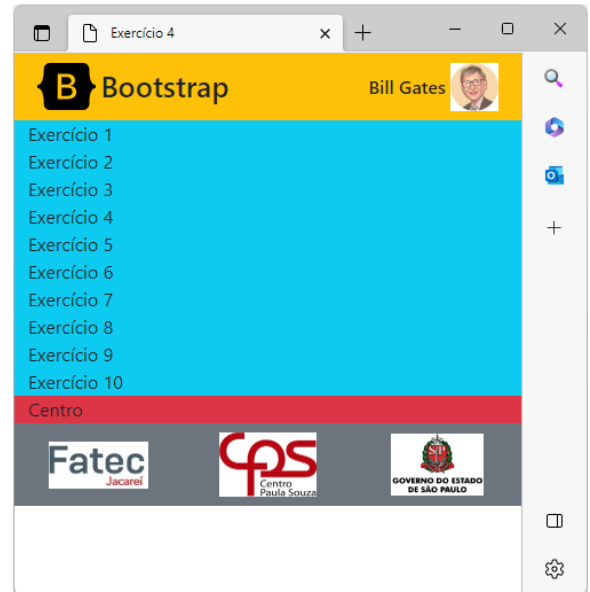 Exercício 4
B Bootstrap
Bill Gates
Exercício 1
Exercício 2
Exercício 3
Exercício 4
Exercício 5
Exercício 6
Exercício 7
Exercício 8
Exercício 9
Exercício 10
Centro
Fatec
Jacareí
CPS
Centro
Paula Souza
SP
GOVERNO DO ESTADO
DE SÃO PAULO